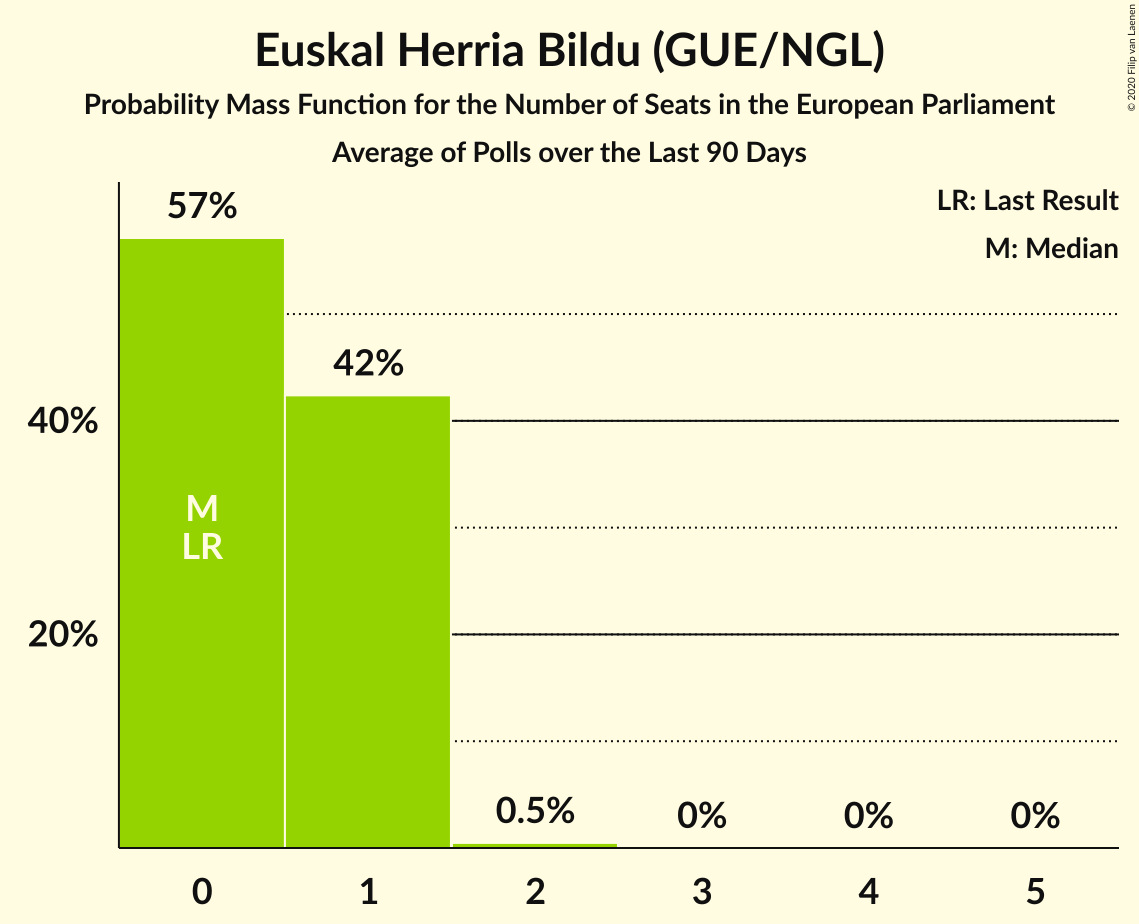 Euskal Herria Bildu (GUE/NGL)
Probability Mass Function for the Number of Seats in the European Parliament
Average of Polls over the Last 90 Days
© 2020 Filip van Laenen
LR: Last Result
M: Median
57%
42%
0.5%
0%
0%
0%
40%
20%
M
LR
0
1
2
3
4
5